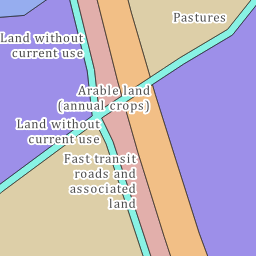 Pastures
Land without
current use
Arable land
(annual crops)
Land without
current use
Fast transit
roads and
associated
land